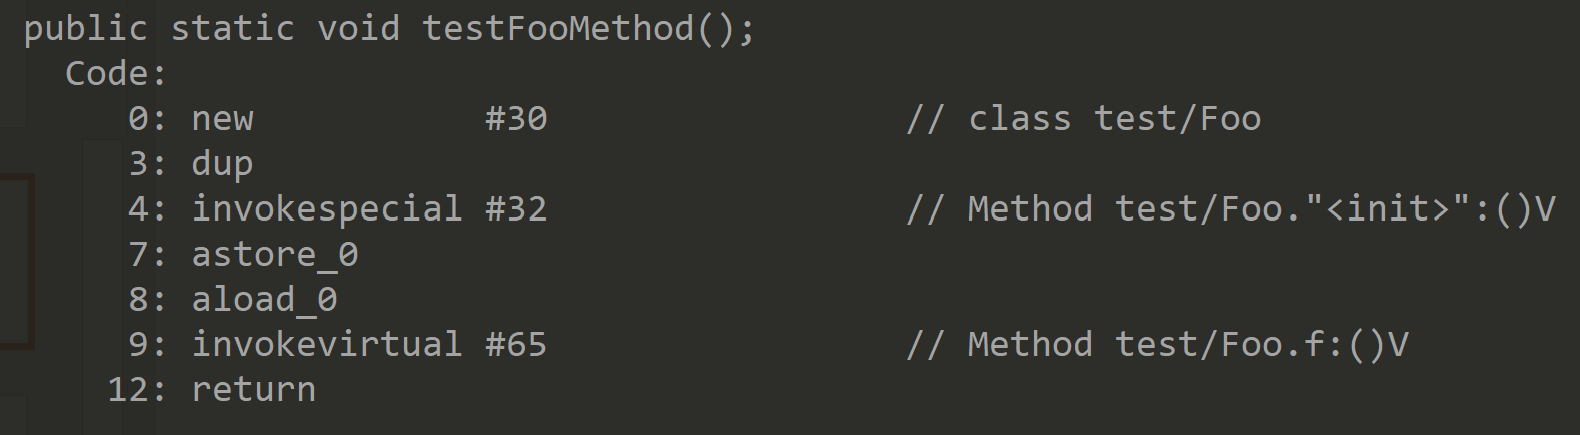 public static void testFooMethod();
  Code:
     0: new           #30                 // class test/Foo
     3: dup
     4: invokespecial #32                 // Method test/Foo."<init>":()V
     7: astore_0
     8: aload_0
     9: invokevirtual #65                 // Method test/Foo.f:()V
    12: return